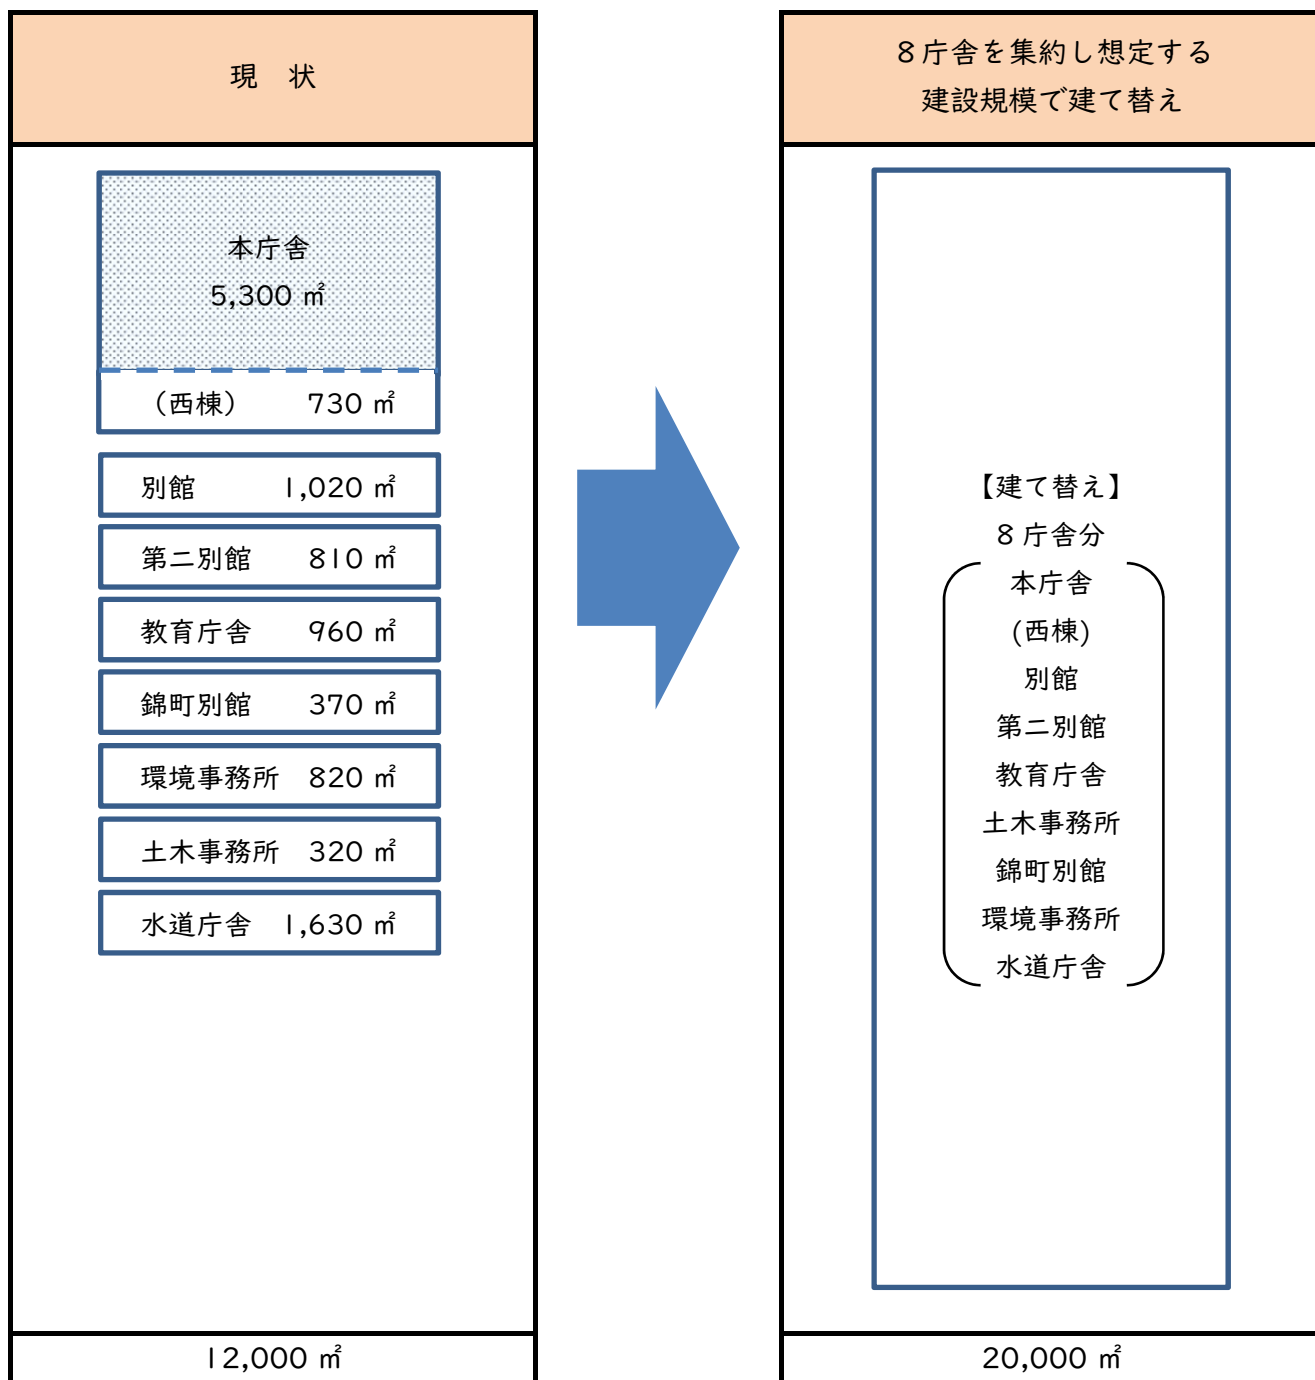 現　状
本庁舎
5,300 ㎡
(西棟)　730 ㎡
別館　1,020 ㎡
第二別館　810 ㎡
教育庁舎　960 ㎡
錦町別館　370 ㎡
環境事務所　820 ㎡
土木事務所　320 ㎡
水道庁舎　1,630 ㎡
12,000 ㎡
８庁舎を集約し想定する
建設規模で建て替え
【建て替え】
８庁舎分
本庁舎
(西棟)
別館
第二別館
教育庁舎
土木事務所
錦町別館
環境事務所
水道庁舎
20,000 ㎡